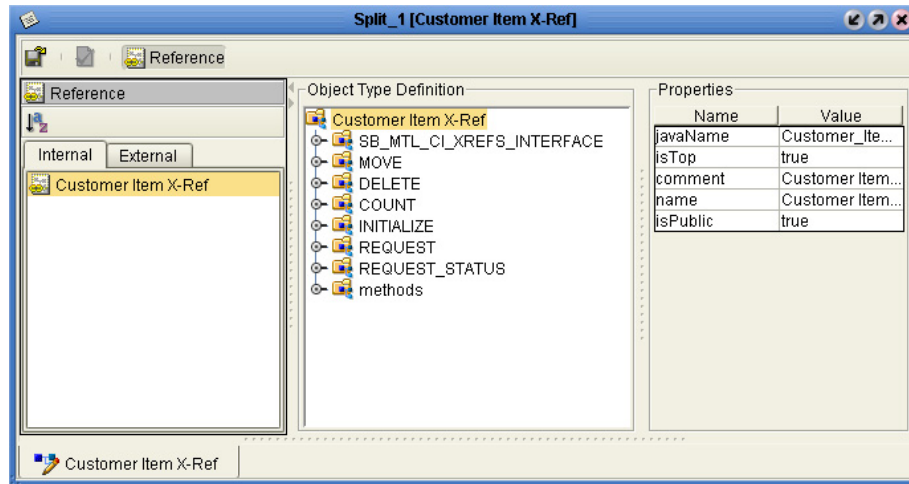 Split_1 [Customer Item X-Ref]
Reference
Reference
Internal External
Customer Item X-Ref
Object Type Definition
Customer Item X-Ref
SB_MTL_CI_XREFS_INTERFACE
MOVE
DELETE
COUNT
INITIALIZE
REQUEST
REQUEST_STATUS
methods
Properties
Name Value
javaName Customer_Ite...
isTop true
comment Customer Item...
name Customer Item...
isPublic true
Customer Item X-Ref